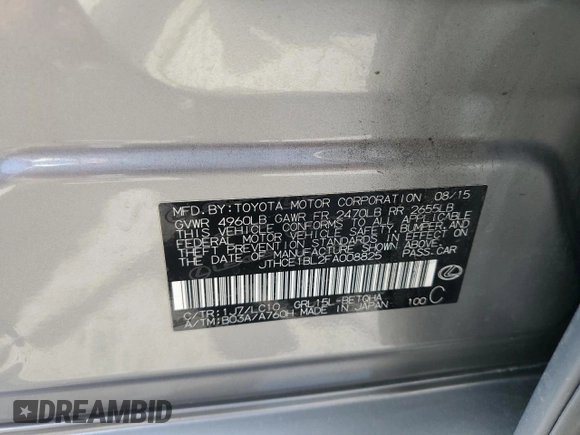 MFD.BY: TOYOTA MOTOR CORPORATION 08/15
GVWR 4960LB GAWR FR 2470LB RR 2655LB
THIS VEHICLE CONFORMS TO ALL APPLICABLE
FEDERAL MOTOR VEHICLE SAFETY, BUMPER, AND
THEFT PREVENTION STANDARDS IN EFFECT ON
THE DATE OF MANUFACTURE SHOWN ABOVE.
JTHCE1BL2FA008825 PASS.CAR
C/TR:1J7/LC10 GRL15L-BETQHA
A/TM:B03A/A760H MADE IN JAPAN 100 C
DREAMBID